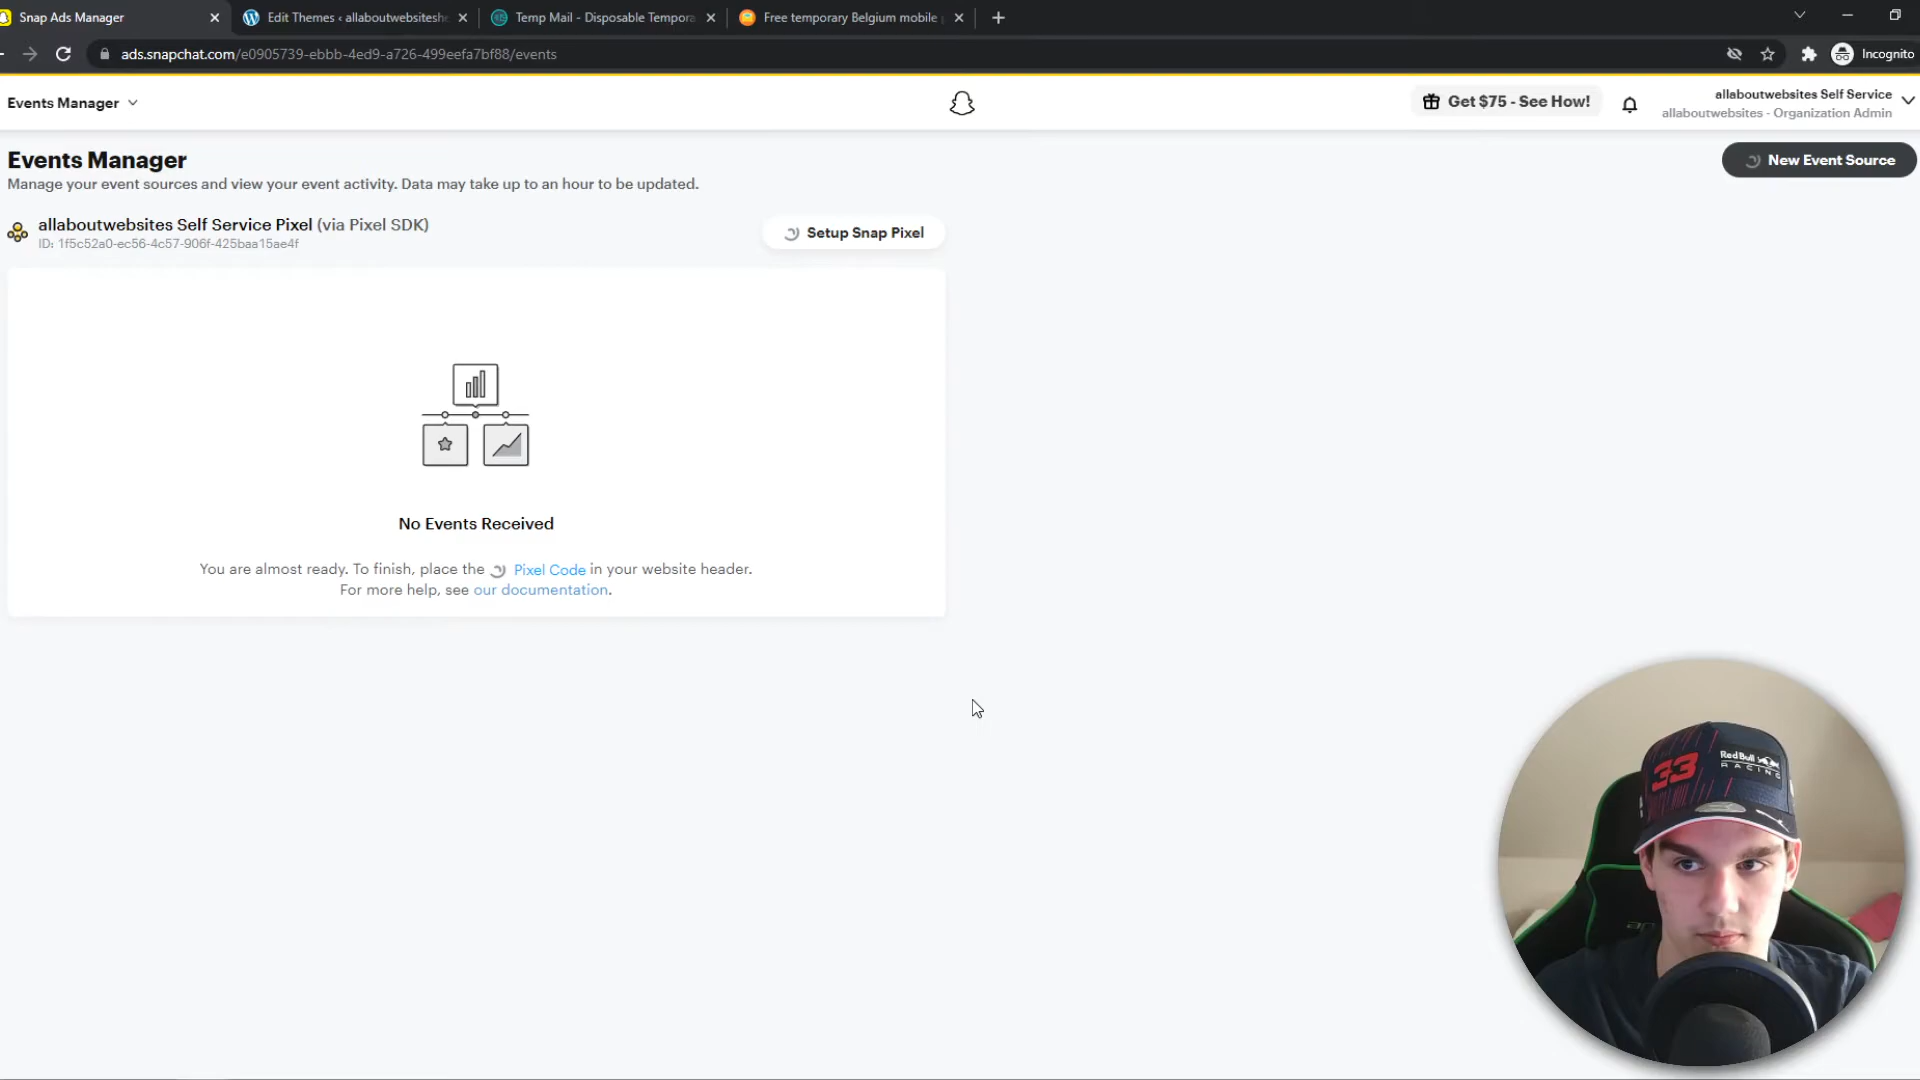 Snap Ads Manager
Edit Themes ‹ allaboutwebsitesh
Temp Mail - Disposable Tempora
Free temporary Belgium mobile
ads.snapchat.com/e0905739-ebbb-4ed9-a726-499eefa7bf88/events
Incognito
Events Manager
Get $75 - See How!
allaboutwebsites Self Service
allaboutwebsites - Organization Admin
Events Manager
New Event Source
Manage your event sources and view your event activity. Data may take up to an hour to be updated.
allaboutwebsites Self Service Pixel (via Pixel SDK)
ID: 1f5c52a0-ec56-4c57-906f-425baa15ae4f
Setup Snap Pixel
No Events Received
You are almost ready. To finish, place the Pixel Code in your website header.
For more help, see our documentation.
33
Red Bull
RACING